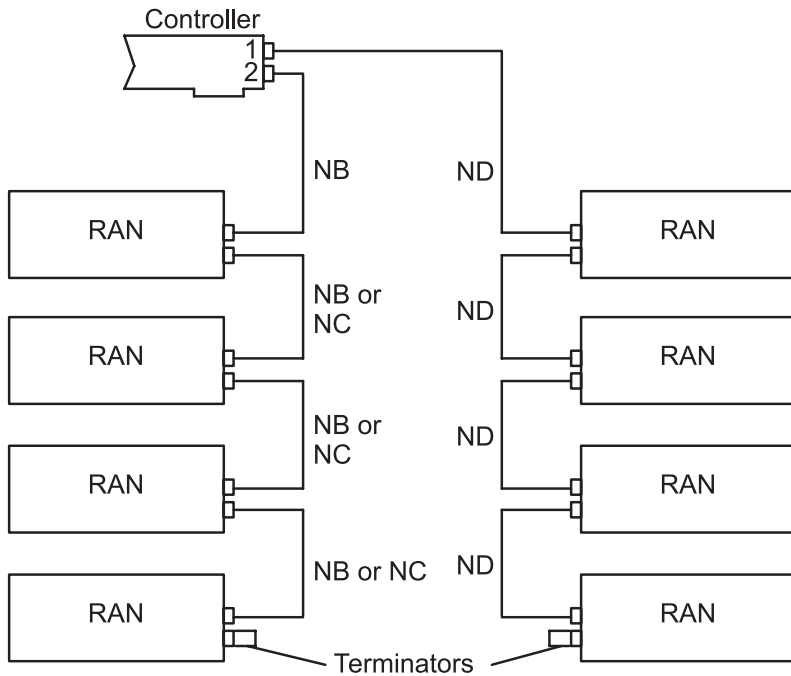 Controller
1
2
NB
ND
RAN
RAN
NB or
NC
ND
RAN
RAN
NB or
NC
ND
RAN
RAN
NB or NC
ND
RAN
RAN
Terminators